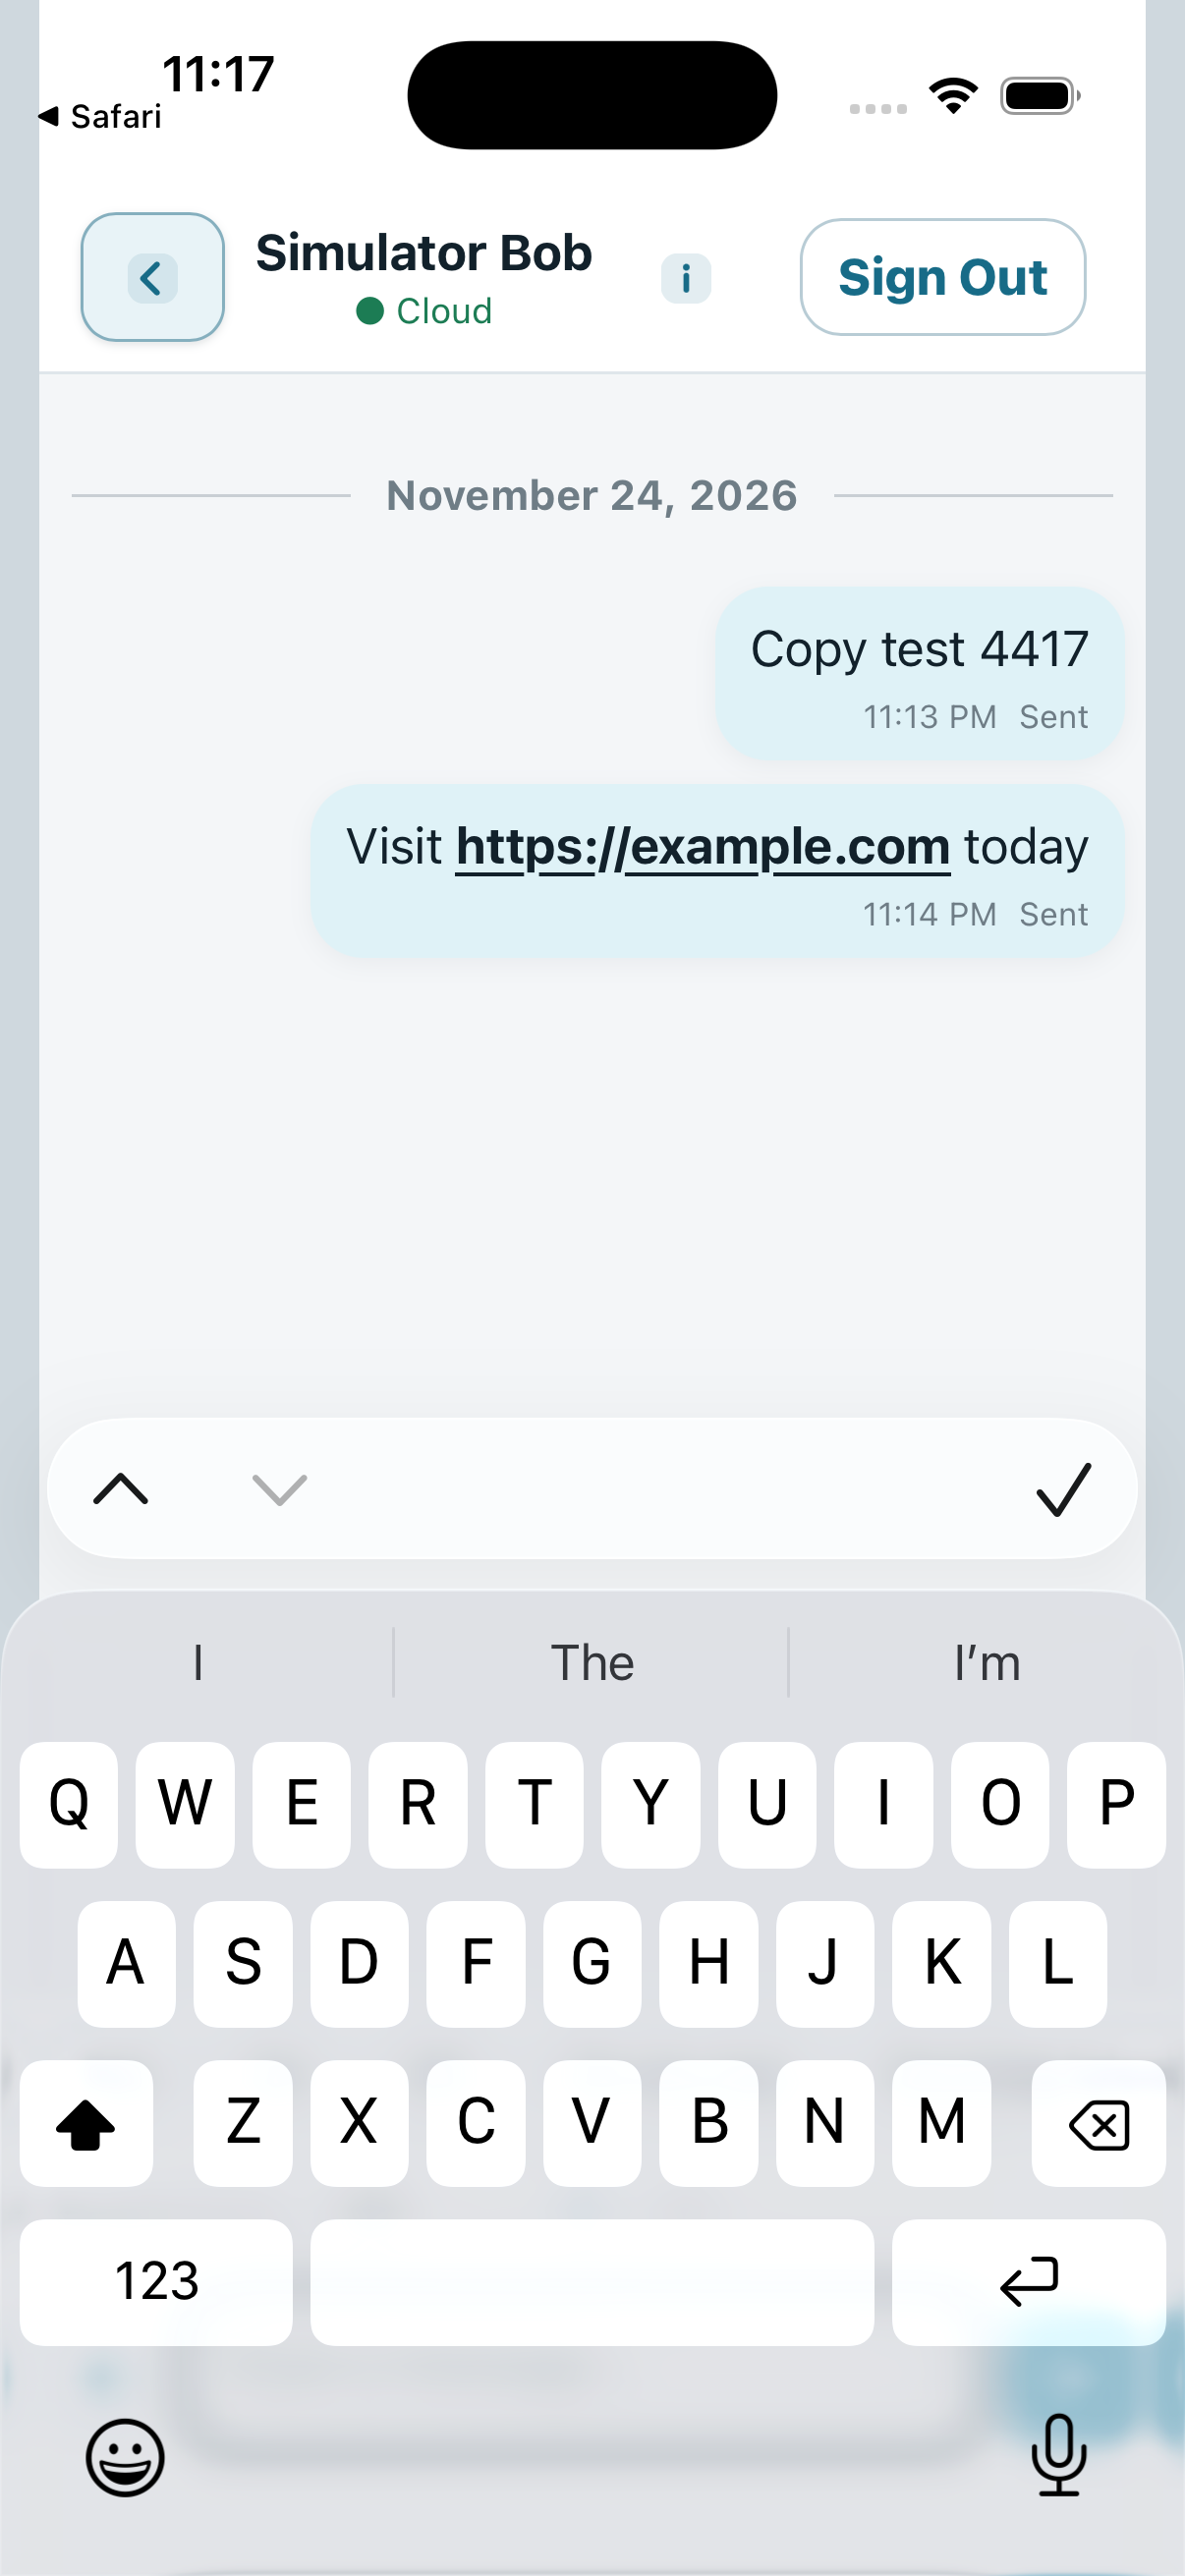 11:17
Safari
Simulator Bob
Cloud
i
Sign Out
November 24, 2026
Copy test 4417
11:13 PM Sent
Visit https://example.com today
11:14 PM Sent
I The I’m
Q W E R T Y U I O P
A S D F G H J K L
Z X C V B N M
123